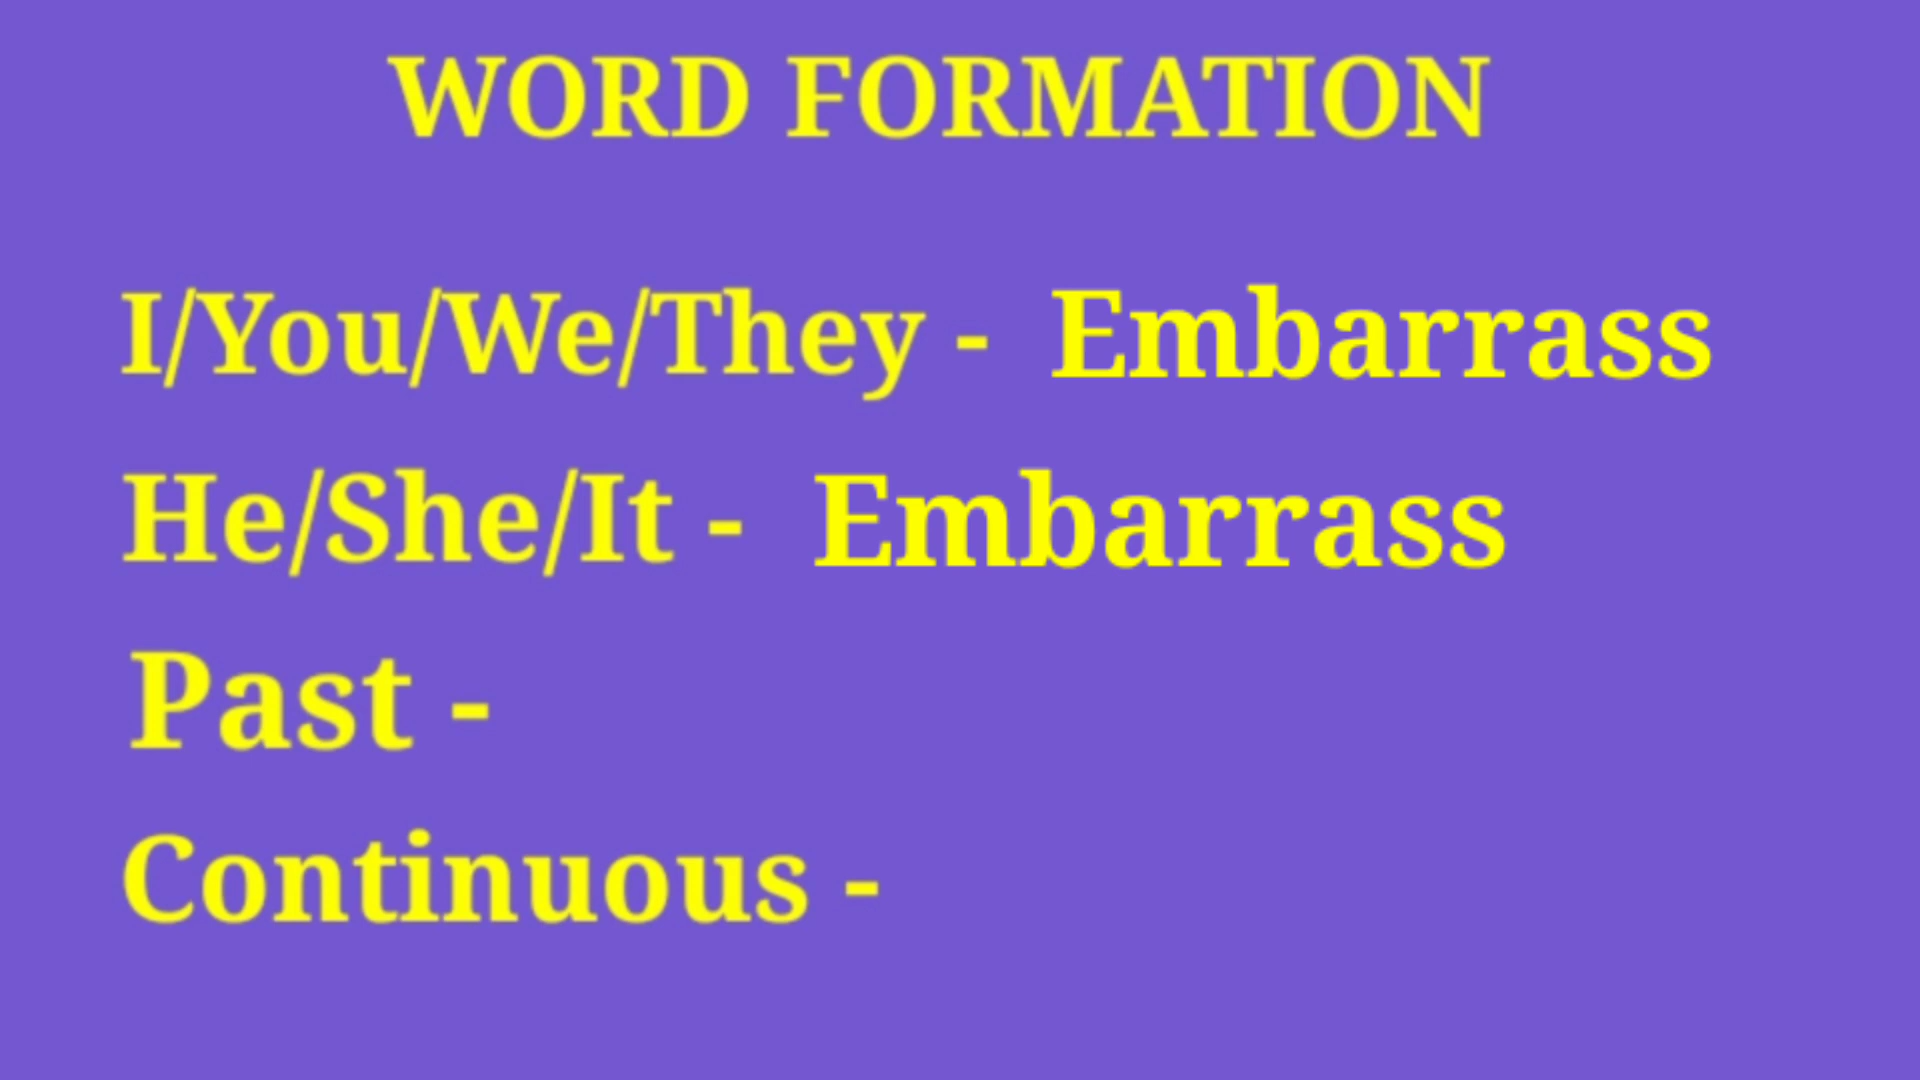 WORD FORMATION
I/You/We/They - Embarrass
He/She/It - Embarrass
Past -
Continuous -